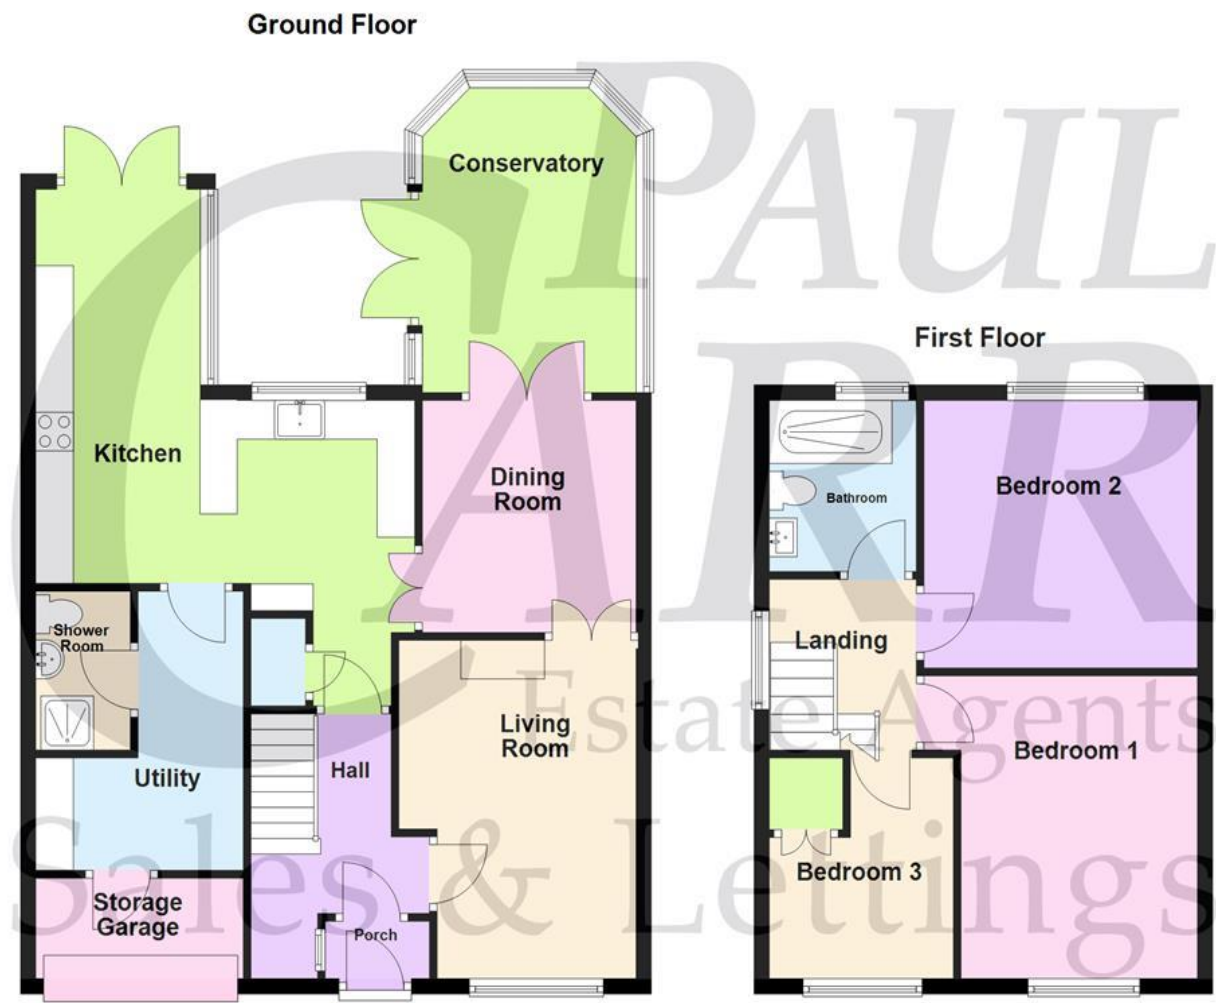 Ground Floor
PAUL
CARR
Estate Agents
Sales & Lettings
Conservatory
Kitchen
Dining
Room
Shower
Room
Living
Room
Hall
Utility
Storage
Garage
Porch
First Floor
Bathroom
Bedroom 2
Landing
Bedroom 1
Bedroom 3